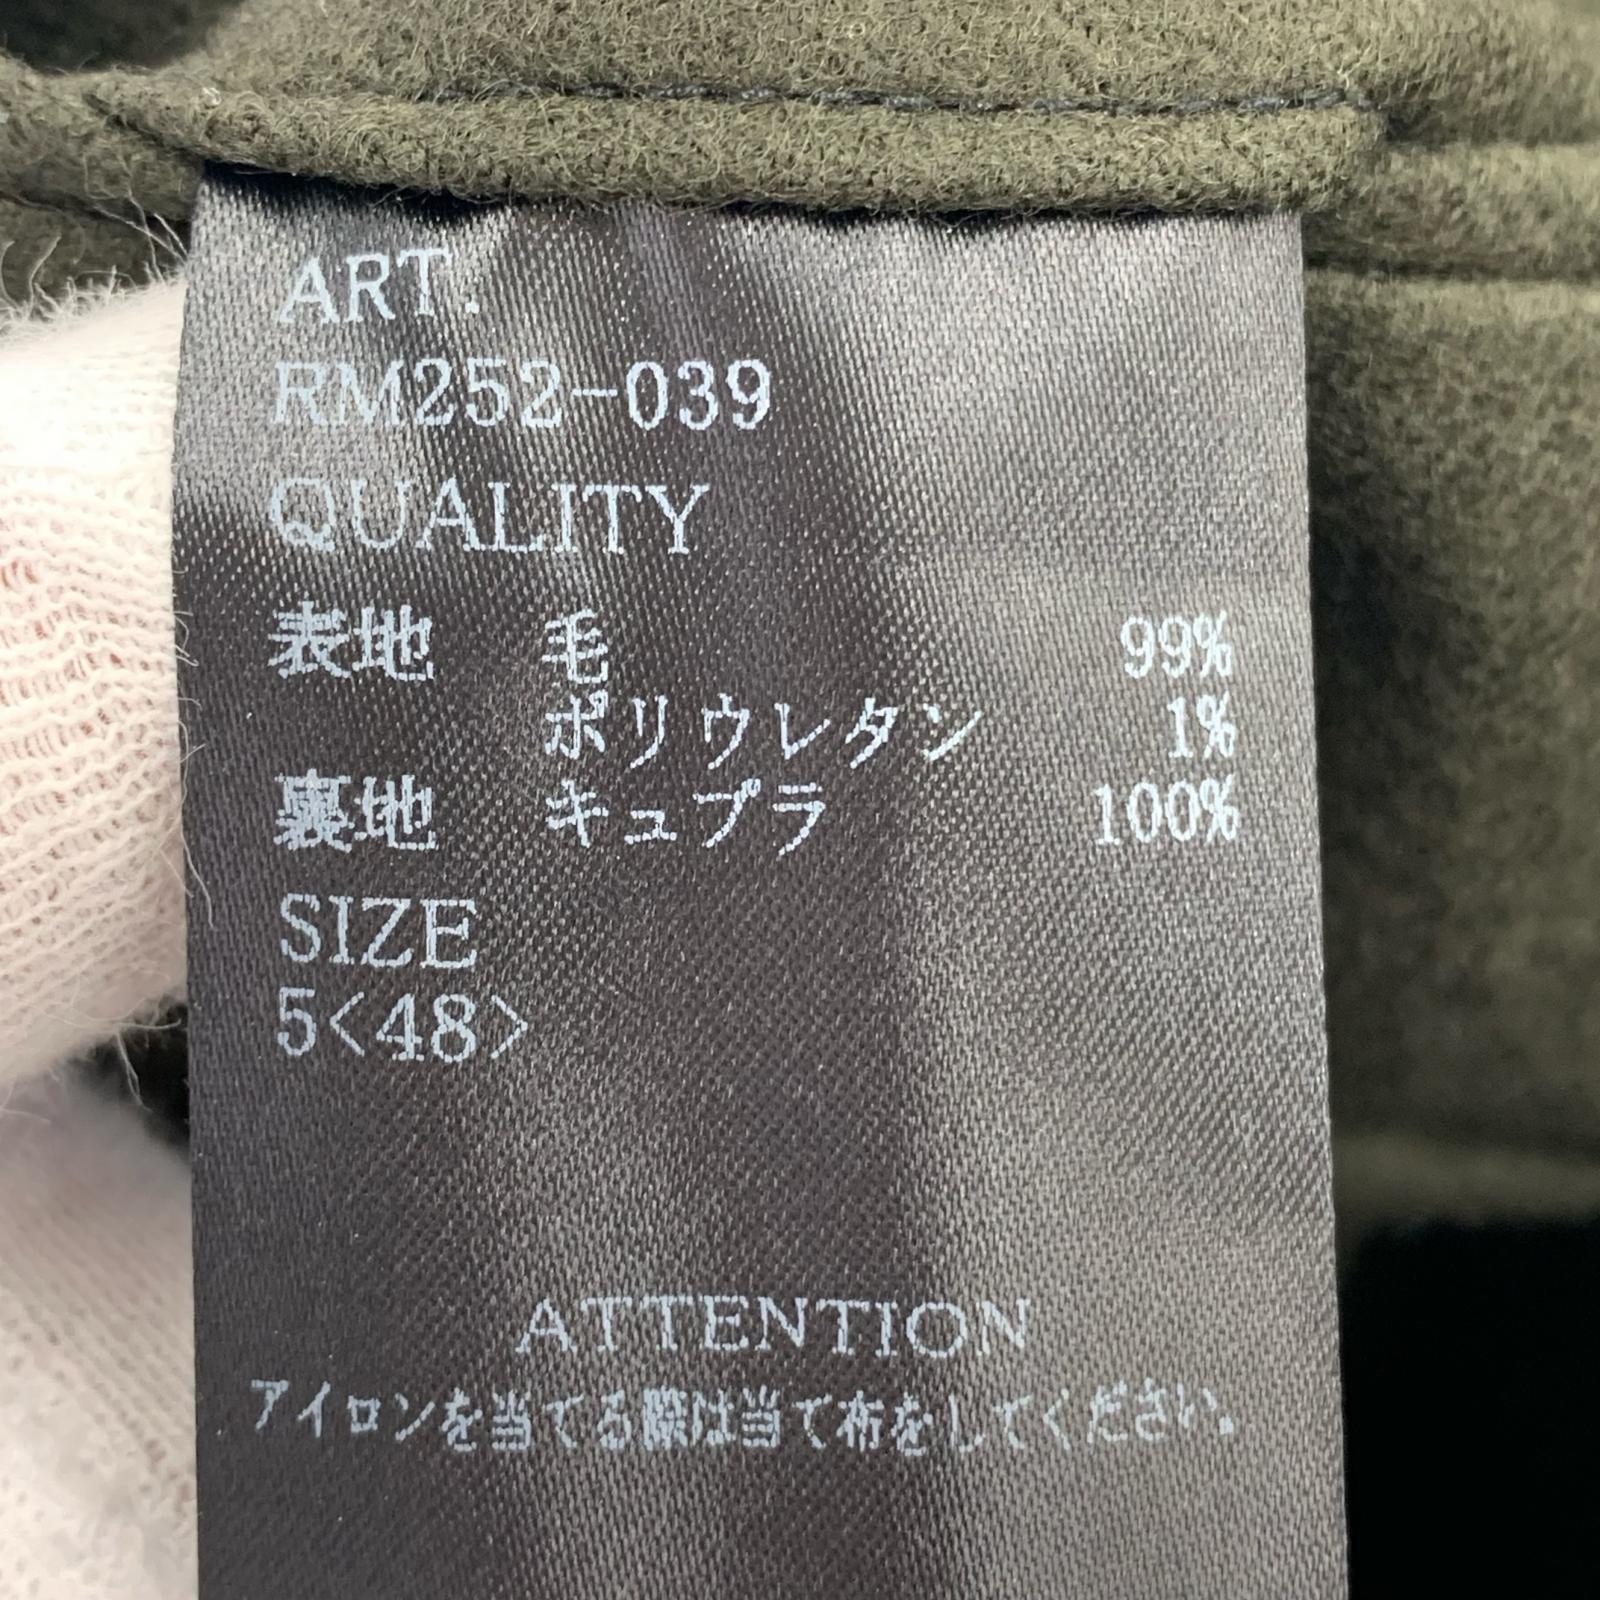 ART.
RM252-039
QUALITY
表地 毛 99%
ポリウレタン 1%
裏地 キュプラ 100%
SIZE
5<48>
ATTENTION
アイロンを当てる際は当て布をしてください。